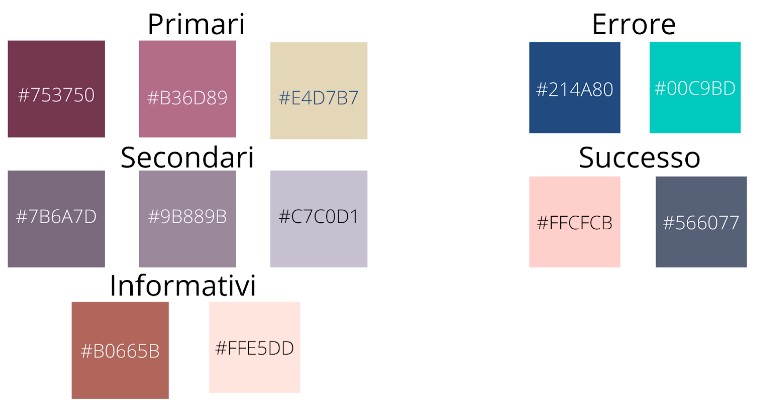 Primari
#753750
#B36D89
#E4D7B7
Secondari
#7B6A7D
#9B889B
#C7C0D1
Informativi
#B0665B
#FFE5DD
Errore
#214A80
#00C9BD
Successo
#FFCFCB
#566077